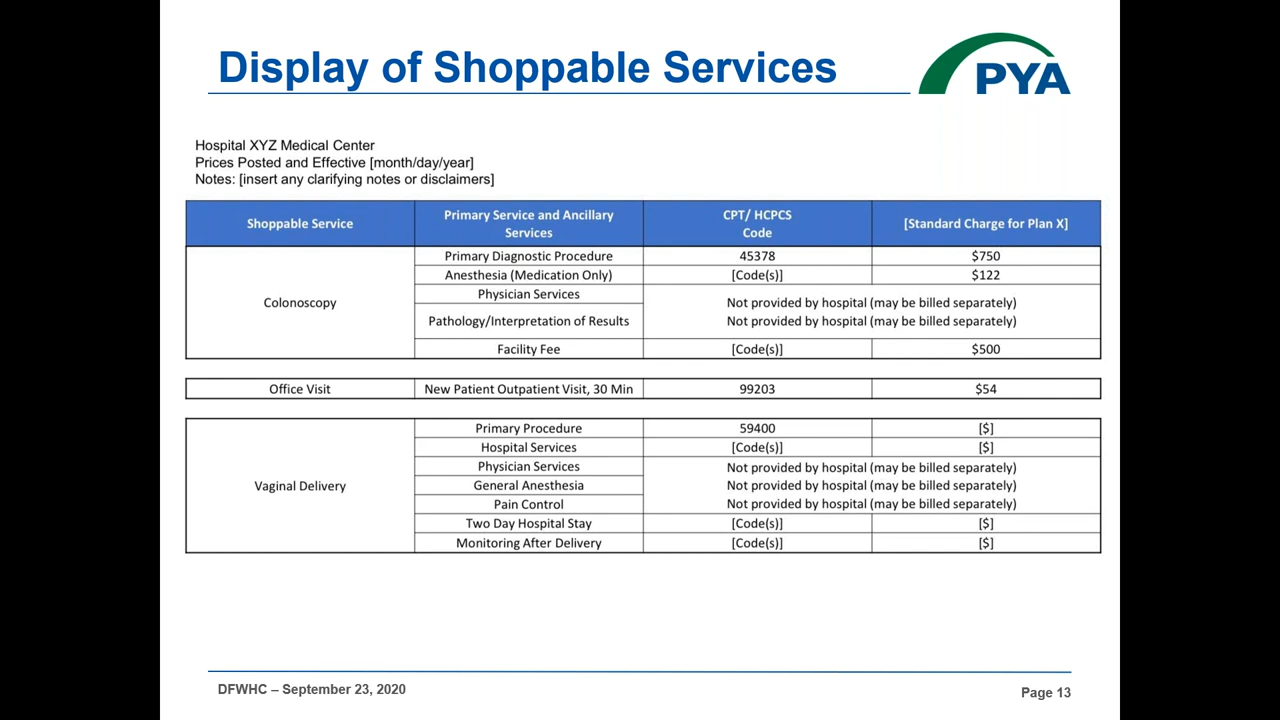 Display of Shoppable Services
PYA
Hospital XYZ Medical Center
Prices Posted and Effective [month/day/year]
Notes: [insert any clarifying notes or disclaimers]
Shoppable Service
Primary Service and Ancillary
Services
CPT/ HCPCS
Code
[Standard Charge for Plan X]
Colonoscopy
Primary Diagnostic Procedure 45378 $750
Anesthesia (Medication Only) [Code(s)] $122
Physician Services Not provided by hospital (may be billed separately)
Pathology/Interpretation of Results Not provided by hospital (may be billed separately)
Facility Fee [Code(s)] $500
Office Visit New Patient Outpatient Visit, 30 Min 99203 $54
Vaginal Delivery
Primary Procedure 59400 [$]
Hospital Services [Code(s)] [$]
Physician Services Not provided by hospital (may be billed separately)
General Anesthesia Not provided by hospital (may be billed separately)
Pain Control Not provided by hospital (may be billed separately)
Two Day Hospital Stay [Code(s)] [$]
Monitoring After Delivery [Code(s)] [$]
DFWHC – September 23, 2020
Page 13